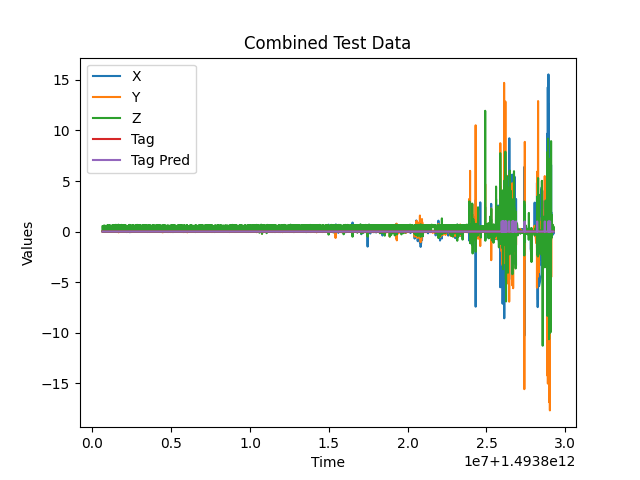 Combined Test Data
X
Y
Z
Tag
Tag Pred
Values
15
10
5
0
−5
−10
−15
0.0 0.5 1.0 1.5 2.0 2.5 3.0
Time
1e7+1.4938e12